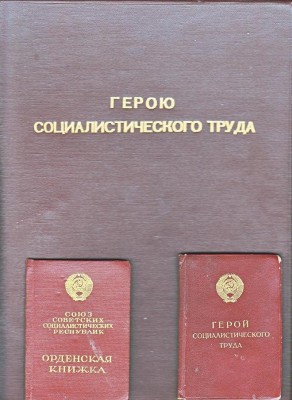 ГЕРОЮ
СОЦИАЛИСТИЧЕСКОГО ТРУДА
СОЮЗ
СОВЕТСКИХ
СОЦИАЛИСТИЧЕСКИХ
РЕСПУБЛИК
ОРДЕНСКАЯ
КНИЖКА
ГЕРОЙ
СОЦИАЛИСТИЧЕСКОГО
ТРУДА